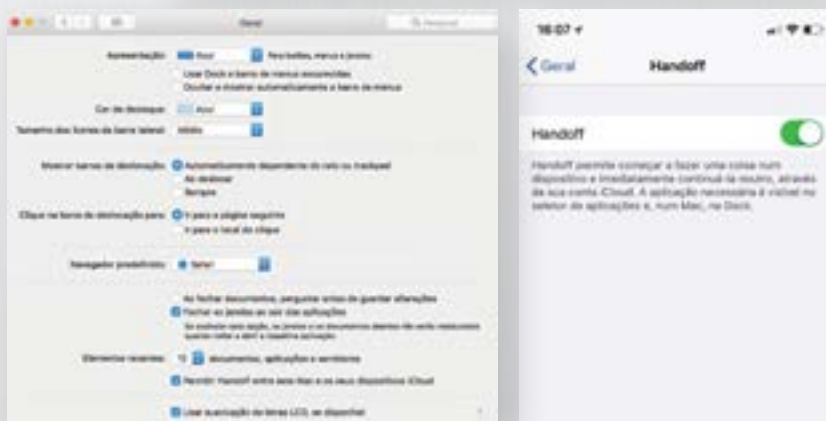 Geral
Apresentação: Azul Para botões, menus e janelas
Usar Dock e barra de menus escurecidas
Ocultar e mostrar automaticamente a barra de menus
Cor de destaque: Azul
Tamanho dos ícones da barra lateral: Médio
Mostrar barras de deslocação: Automaticamente dependendo do rato ou trackpad
Ao deslocar
Sempre
Clique na barra de deslocação para: Ir para a página seguinte
Ir para o local do clique
Navegador predefinido: Safari
Ao fechar documentos, perguntar antes de guardar alterações
Fechar as janelas ao sair das aplicações
Elementos recentes: 10 documentos, aplicações e servidores
Permitir Handoff entre este Mac e os seus dispositivos iCloud
Usar suavização de letras LCD, se disponível
16:07
Geral Handoff
Handoff
Handoff permite começar a fazer uma coisa num
dispositivo e imediatamente continuá-la noutro, através
da sua conta iCloud. A aplicação necessária é visível no
seletor de aplicações e, num Mac, na Dock.